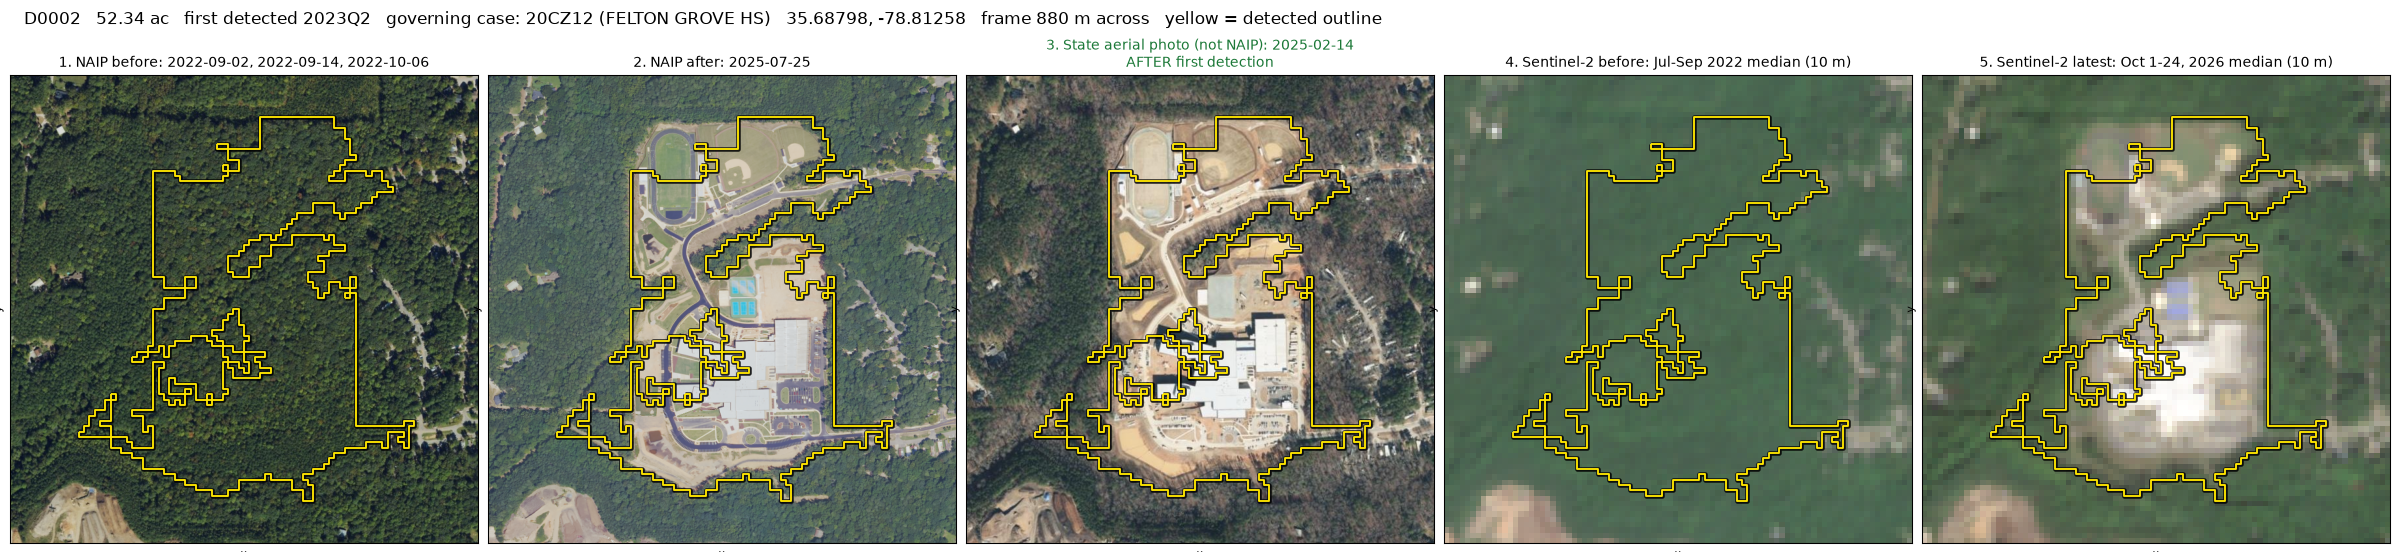 D0002   52.34 ac   first detected 2023Q2   governing case: 20CZ12 (FELTON GROVE HS)   35.68798, -78.81258   frame 880 m across   yellow = detected outline
1. NAIP before: 2022-09-02, 2022-09-14, 2022-10-06
2. NAIP after: 2025-07-25
3. State aerial photo (not NAIP): 2025-02-14
AFTER first detection
4. Sentinel-2 before: Jul-Sep 2022 median (10 m)
5. Sentinel-2 latest: Oct 1-24, 2026 median (10 m)